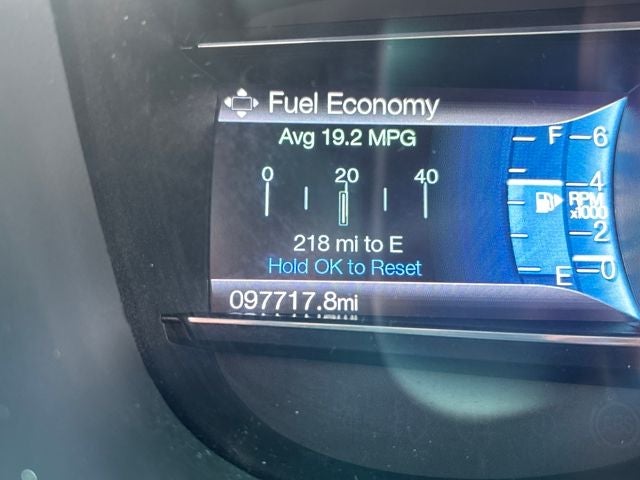 Fuel Economy
Avg 19.2 MPG
0 20 40
218 mi to E
Hold OK to Reset
097717.8mi
F 6
4
RPM
x1000
2
E 0